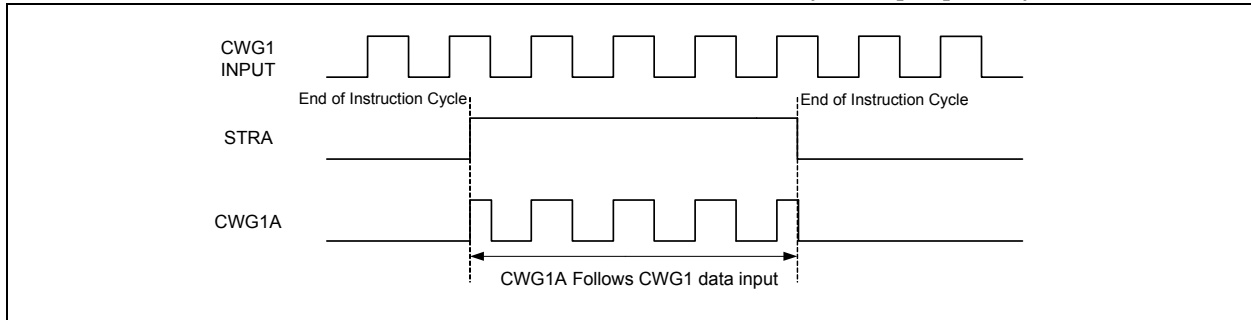 CWG1
INPUT
End of Instruction Cycle
End of Instruction Cycle
STRA
CWG1A
CWG1A Follows CWG1 data input